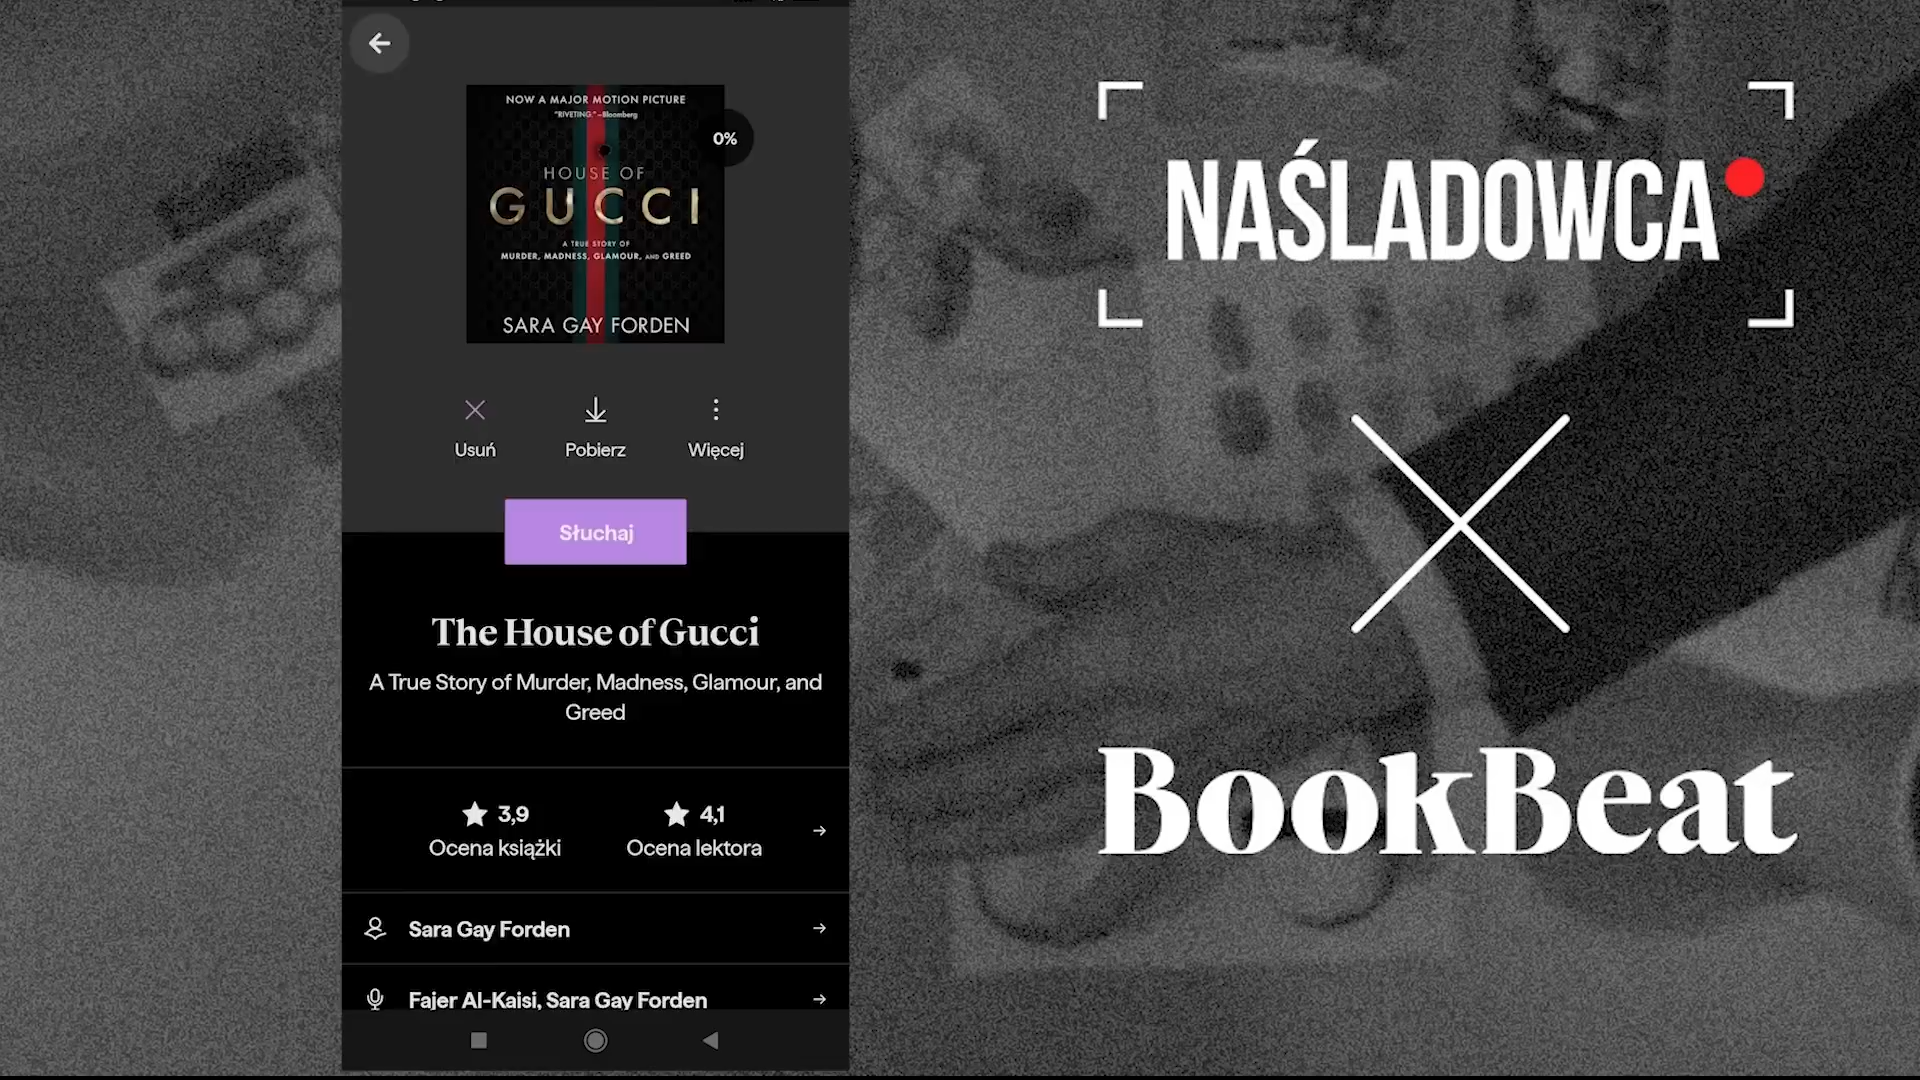 NOW A MAJOR MOTION PICTURE
"RIVETING." –Bloomberg
0%
HOUSE OF
GUCCI
A TRUE STORY OF
MURDER, MADNESS, GLAMOUR, AND GREED
SARA GAY FORDEN
Usuń
Pobierz
Więcej
Słuchaj
The House of Gucci
A True Story of Murder, Madness, Glamour, and
Greed
3,9
Ocena książki
4,1
Ocena lektora
Sara Gay Forden
Fajer Al-Kaisi, Sara Gay Forden
NAŚLADOWCA
BookBeat